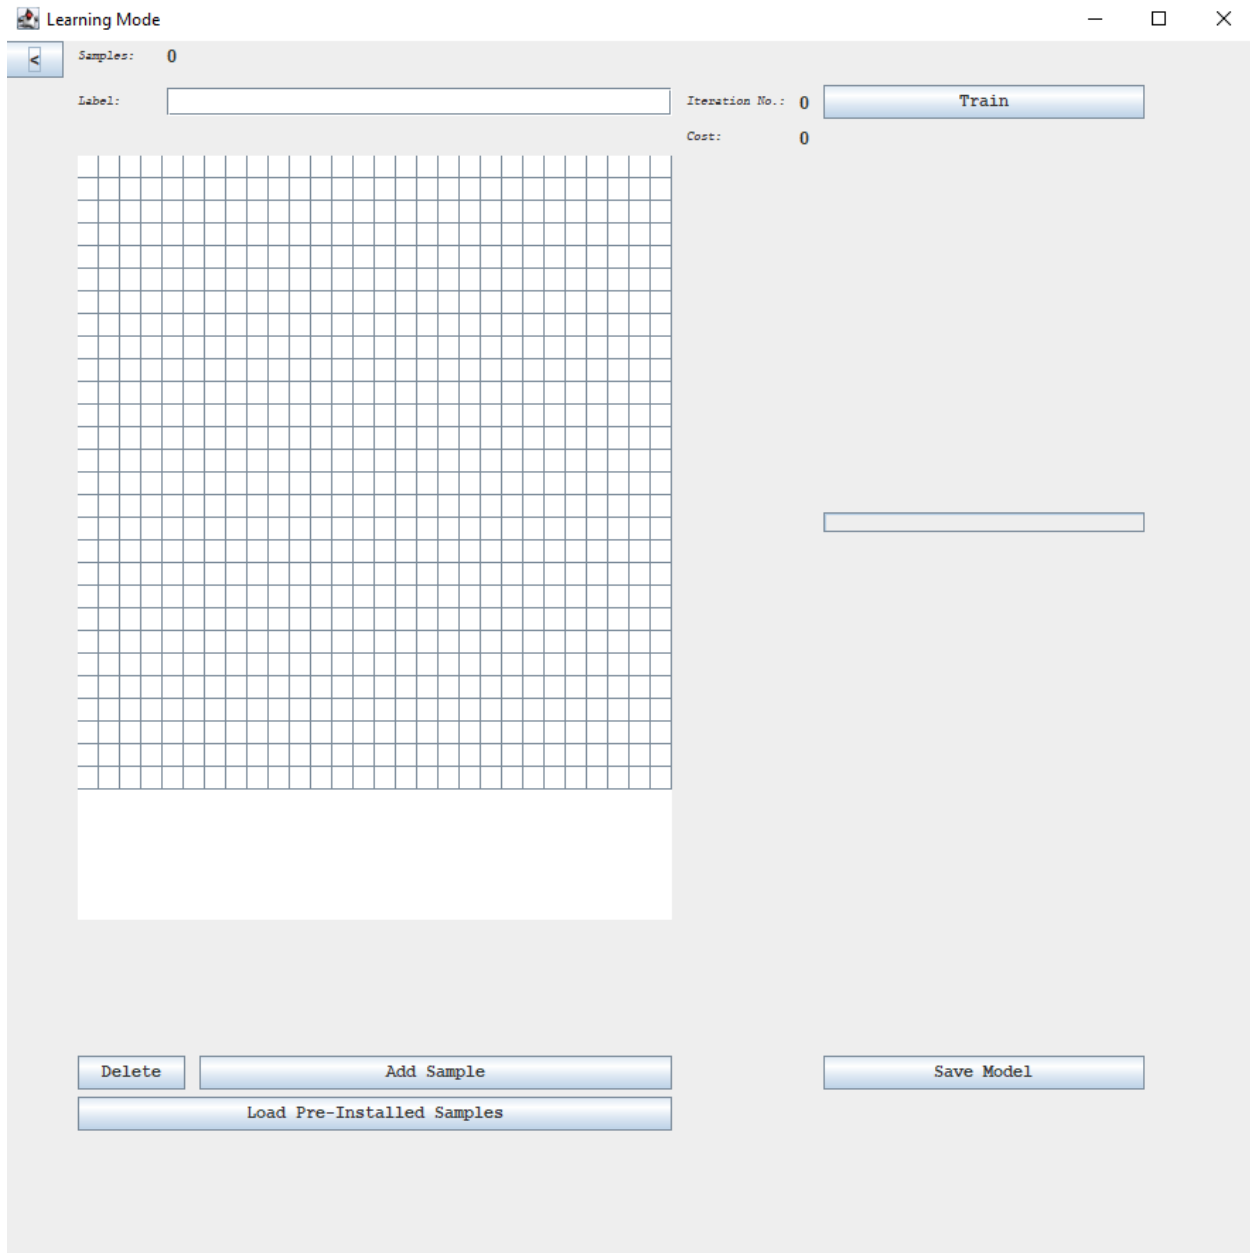 Learning Mode
<
Samples: 0
Label:
Iteration No.: 0
Train
Cost: 0
Delete
Add Sample
Save Model
Load Pre-Installed Samples